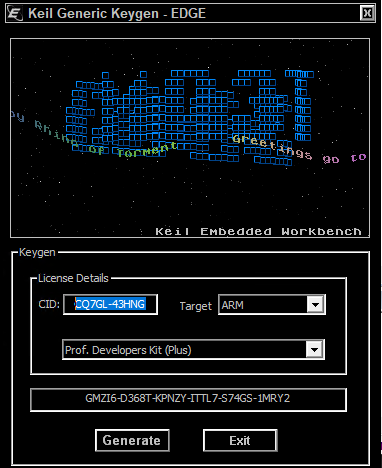 Keil Generic Keygen - EDGE
Rhino of Torment Greetings go to
Keil Embedded Workbench
Keygen
License Details
CID: CQ7GL-43HNG Target ARM
Prof. Developers Kit (Plus)
GMZI6-D368T-KPNZY-ITTL7-S74GS-1MRY2
Generate Exit